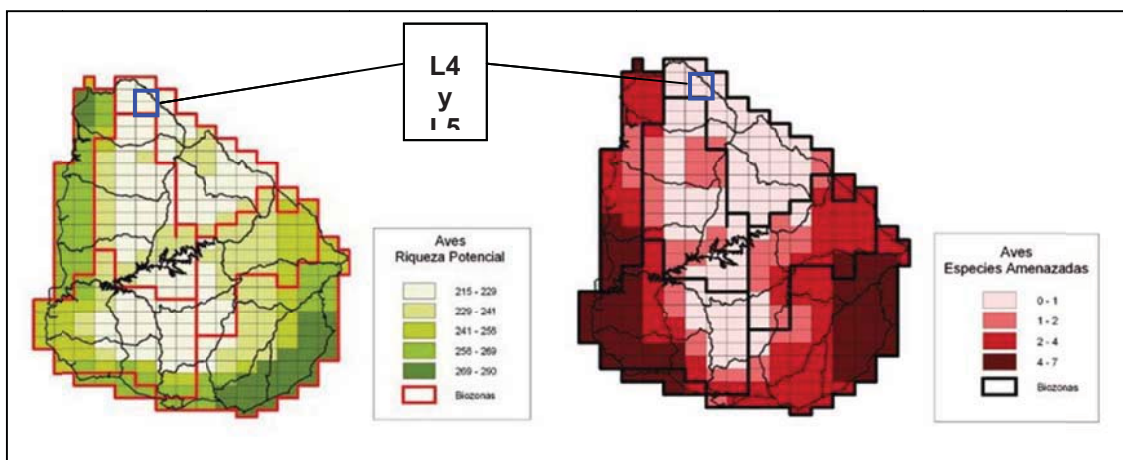 L4
y
L5
Aves
Riqueza Potencial
215 - 229
229 - 241
241 - 256
256 - 269
269 - 290
Biozonas
Aves
Especies Amenazadas
0 - 1
1 - 2
2 - 4
4 - 7
Biozonas